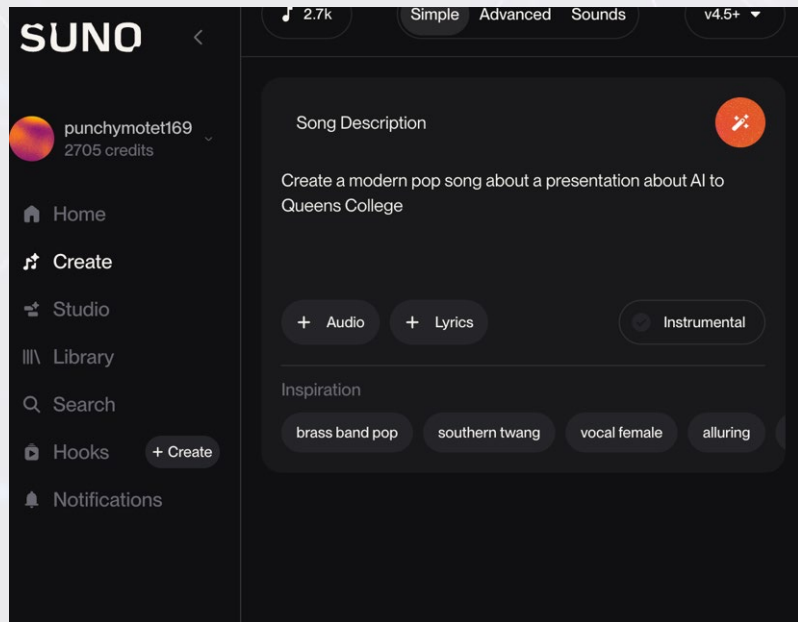 SUNO
punchymotet169
2705 credits
Home
Create
Studio
Library
Search
Hooks
+ Create
Notifications
2.7k
Simple
Advanced
Sounds
v4.5+
Song Description
Create a modern pop song about a presentation about AI to
Queens College
+ Audio
+ Lyrics
Instrumental
Inspiration
brass band pop
southern twang
vocal female
alluring